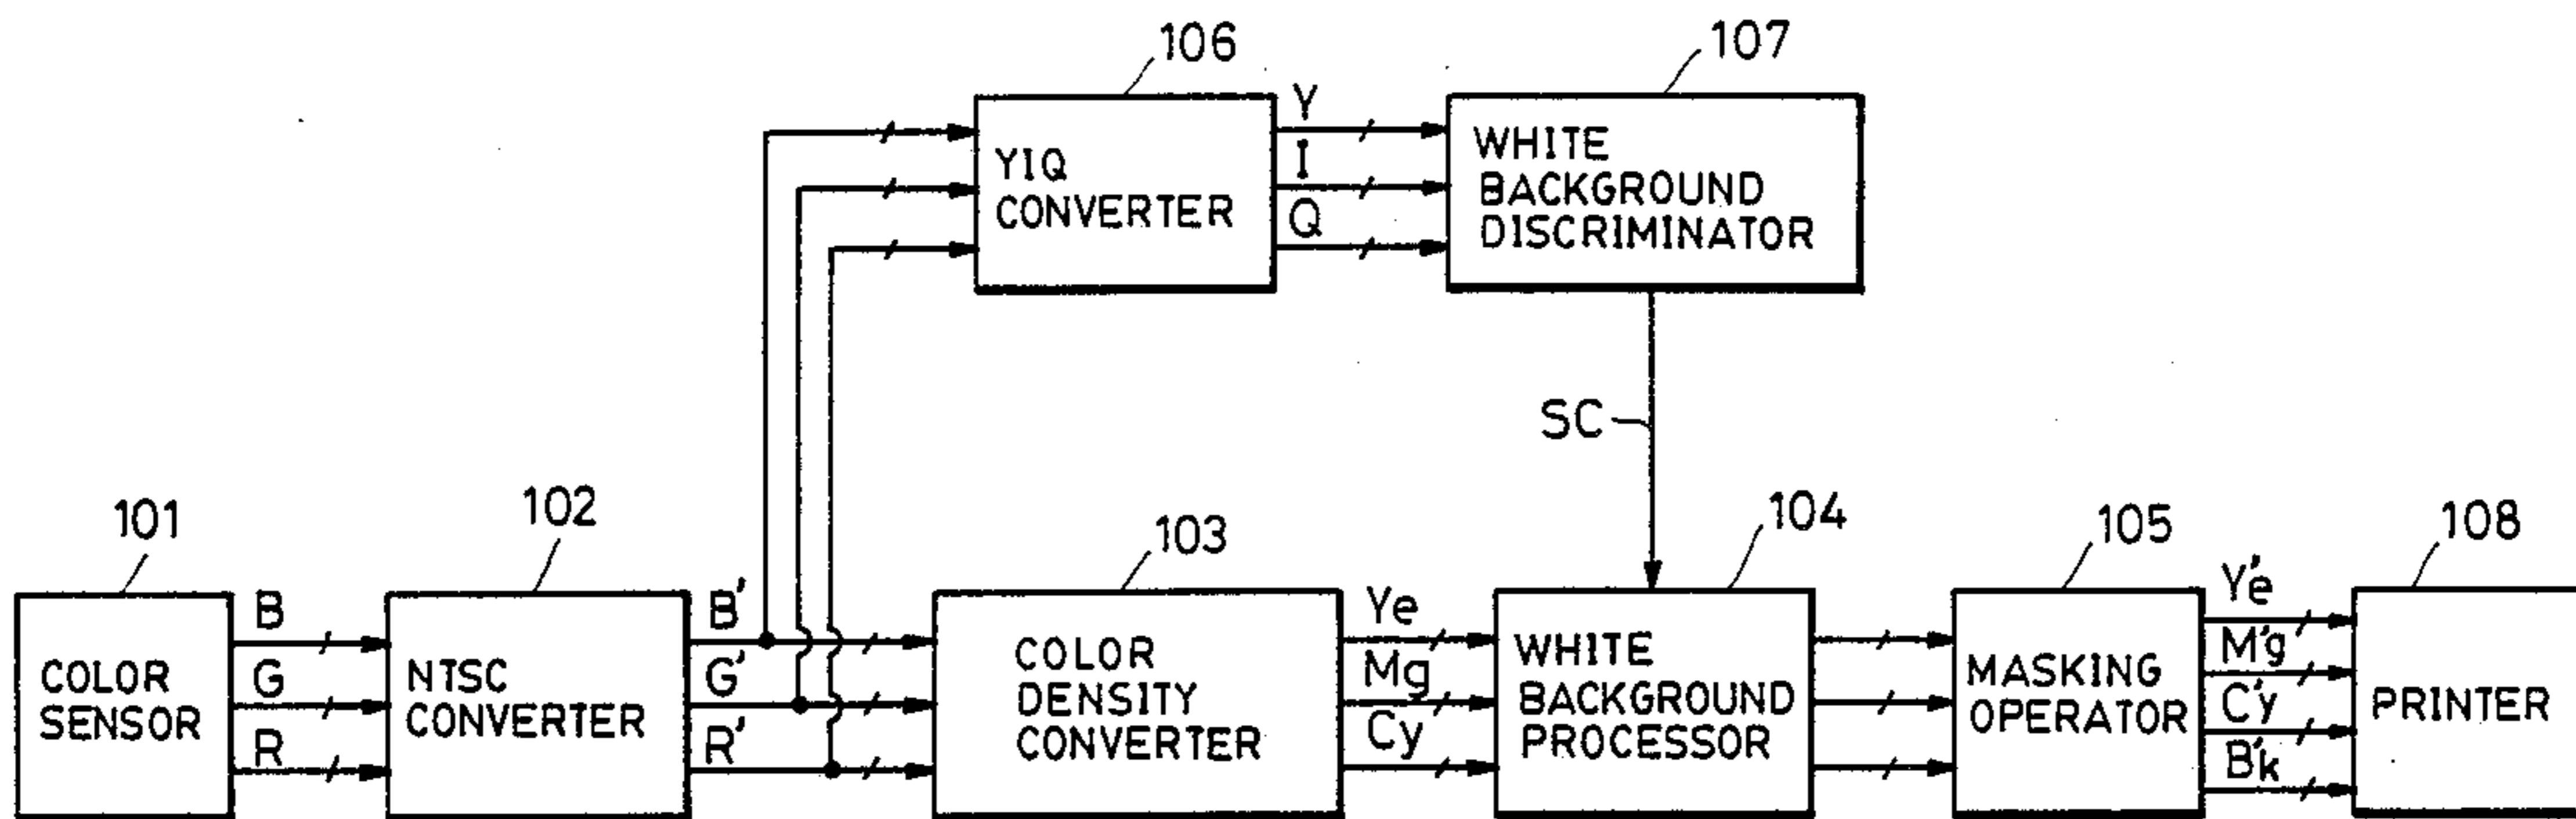 106
107
YIQ
CONVERTER
Y
I
Q
WHITE
BACKGROUND
DISCRIMINATOR
SC
101
102
103
104
105
108
COLOR
SENSOR
B
G
R
NTSC
CONVERTER
B'
G'
R'
COLOR
DENSITY
CONVERTER
Ye
Mg
Cy
WHITE
BACKGROUND
PROCESSOR
MASKING
OPERATOR
Y'e
M'g
C'y
B'k
PRINTER